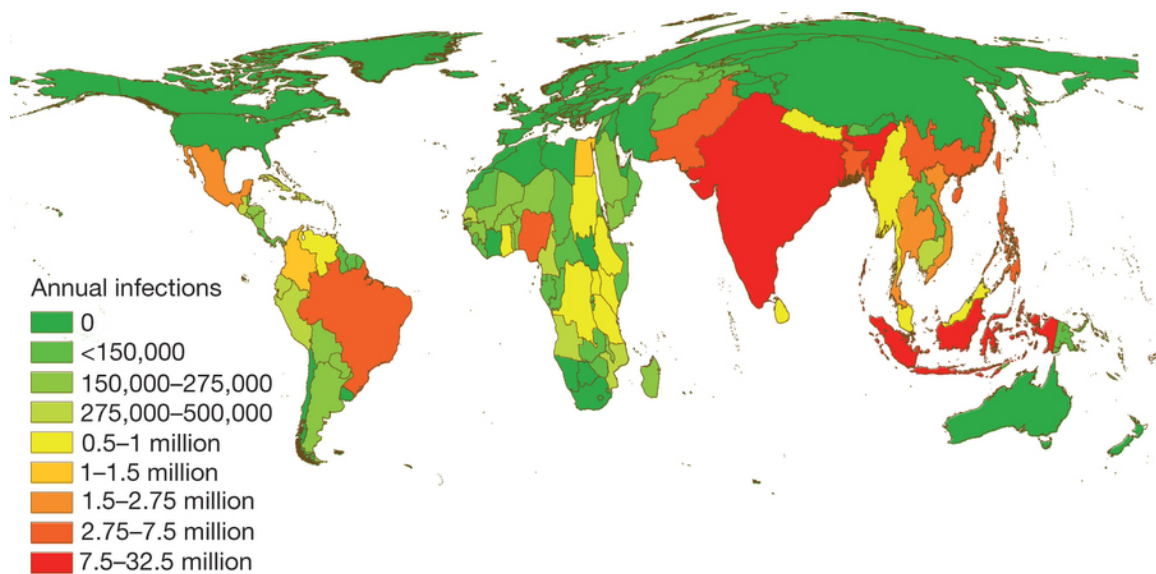 Annual infections
0
<150,000
150,000–275,000
275,000–500,000
0.5–1 million
1–1.5 million
1.5–2.75 million
2.75–7.5 million
7.5–32.5 million